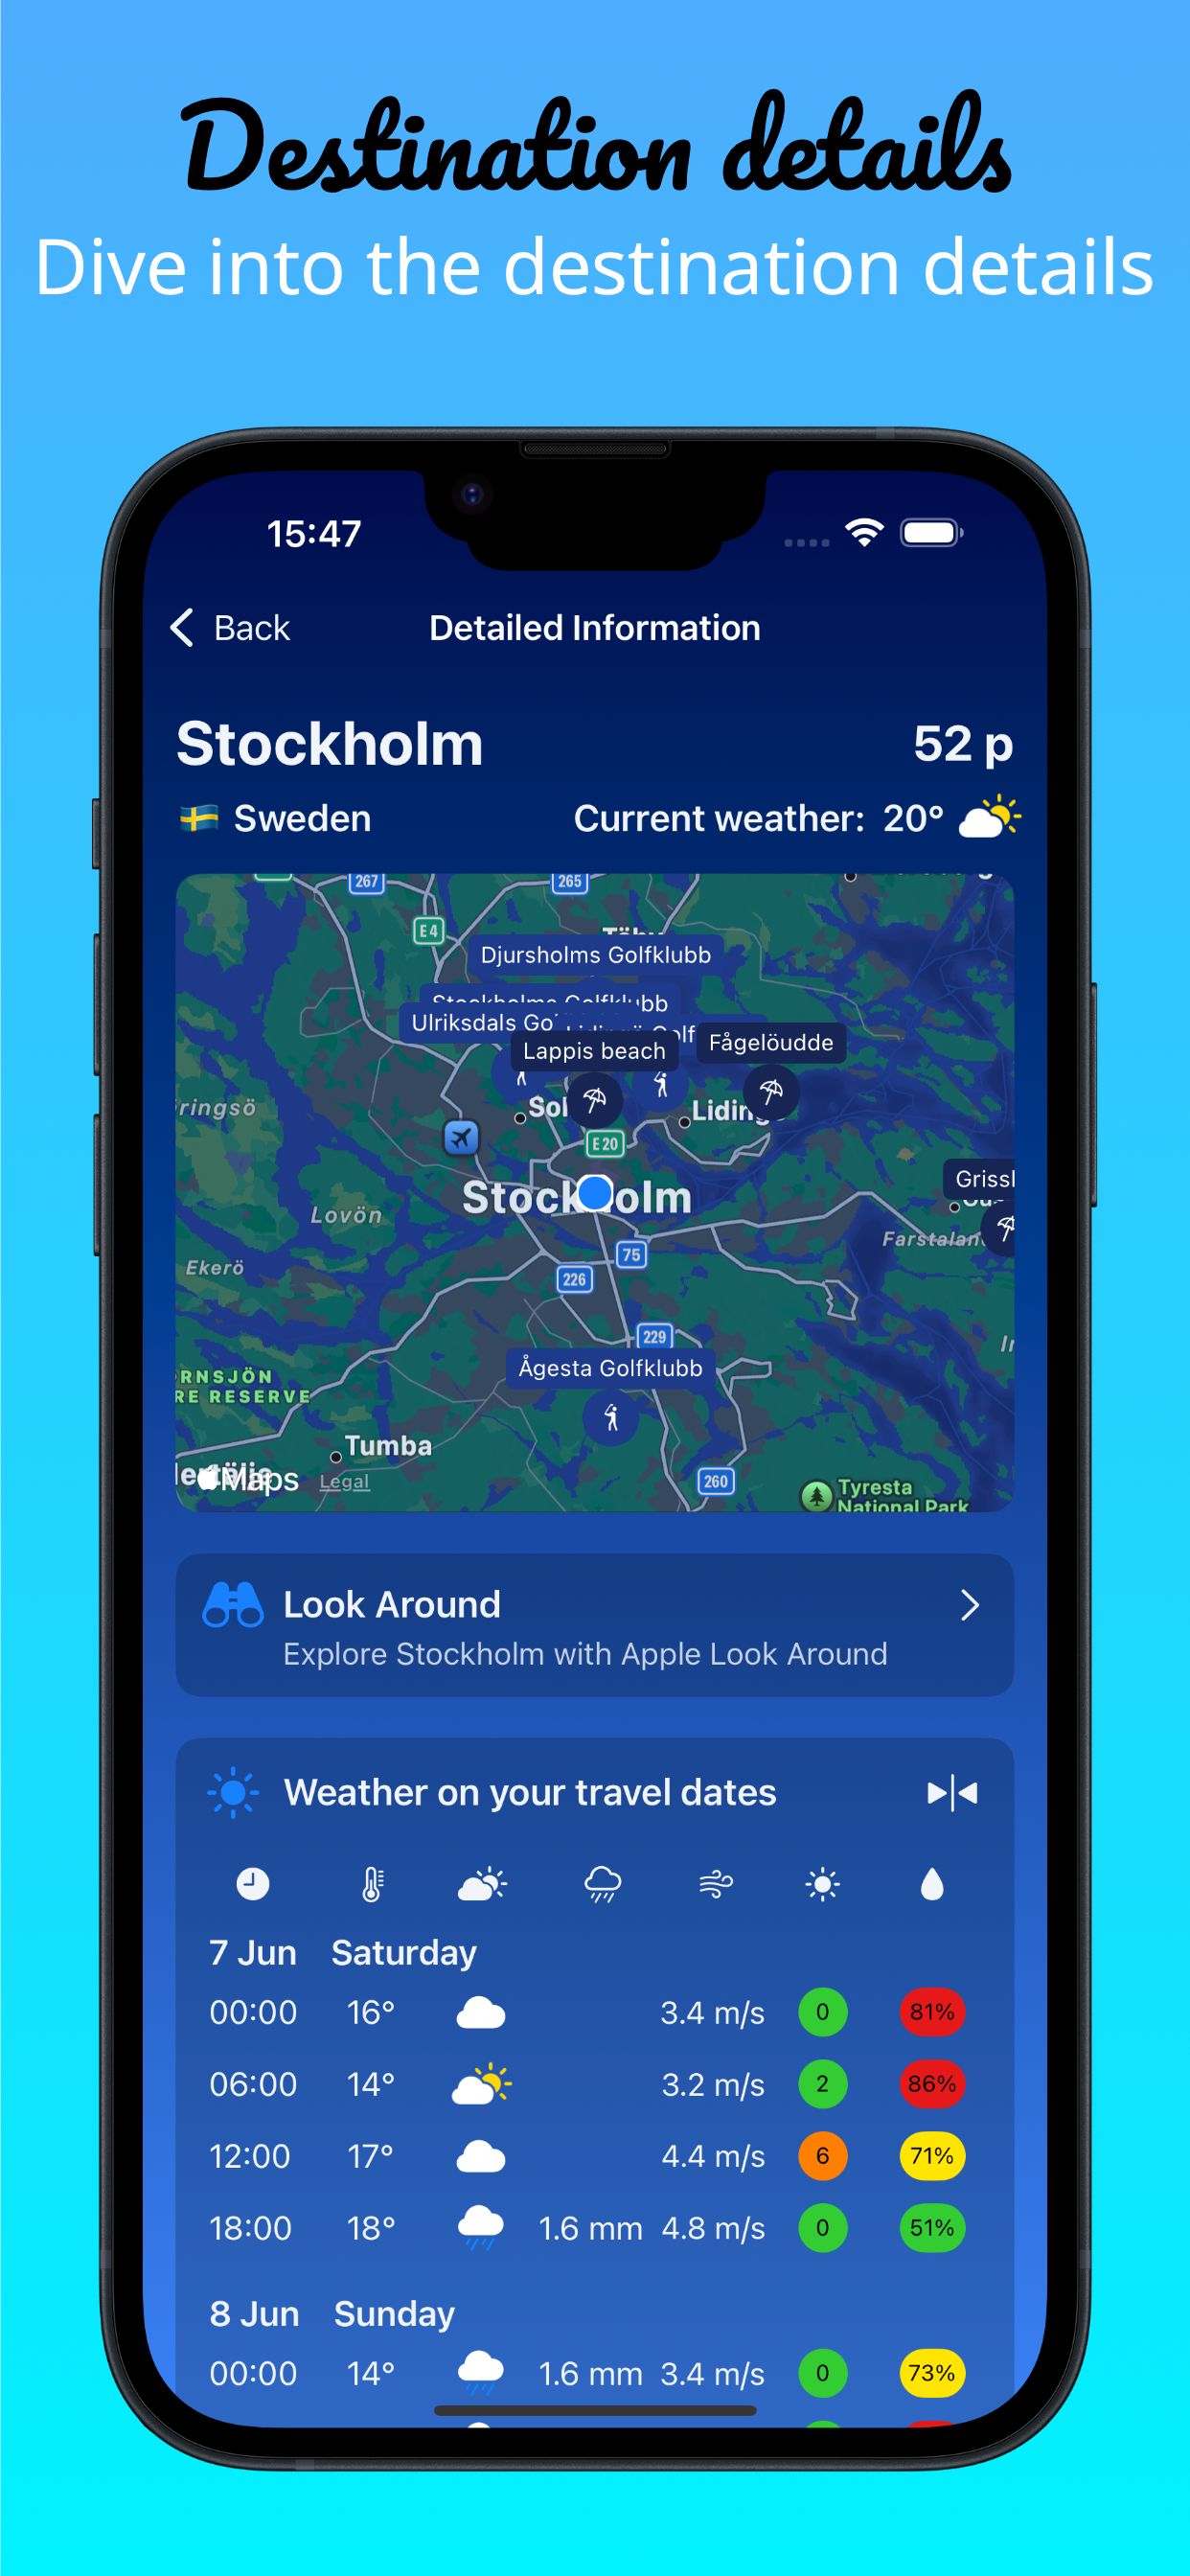 Destination details
Dive into the destination details
15:47
Back
Detailed Information
Stockholm
52 p
Sweden
Current weather: 20°
267
265
E4
Djursholms Golfklubb
Stockholms Golfklubb
Ulriksdals Go
Lappis beach
Fågelöudde
E20
Stockholm
Grissl
Lovön
Farstalan
Ekerö
75
226
229
Ågesta Golfklubb
RNSJÖN
RE RESERVE
Tumba
Maps
Legal
260
Tyresta
National Park
Look Around
Explore Stockholm with Apple Look Around
Weather on your travel dates
7 Jun Saturday
00:00 16° 3.4 m/s 0 81%
06:00 14° 3.2 m/s 2 86%
12:00 17° 4.4 m/s 6 71%
18:00 18° 1.6 mm 4.8 m/s 0 51%
8 Jun Sunday
00:00 14° 1.6 mm 3.4 m/s 0 73%